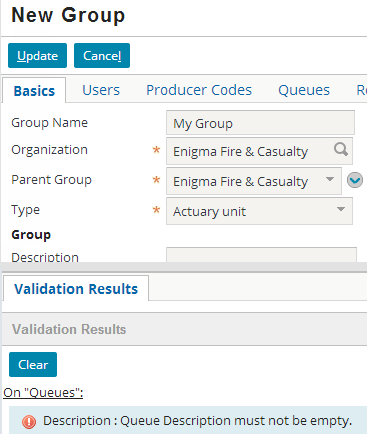 New Group
Update Cancel
Basics Users Producer Codes Queues
Group Name My Group
Organization * Enigma Fire & Casualty
Parent Group * Enigma Fire & Casualty
Type * Actuary unit
Group
Description
Validation Results
Validation Results
Clear
On "Queues":
Description : Queue Description must not be empty.